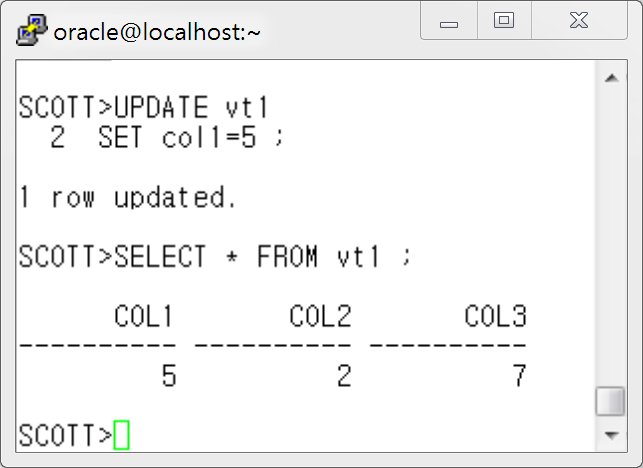 oracle@localhost:~
SCOTT>UPDATE vt1
  2  SET col1=5 ;
1 row updated.
SCOTT>SELECT * FROM vt1 ;
      COL1       COL2       COL3
---------- ---------- ----------
         5          2          7
SCOTT>